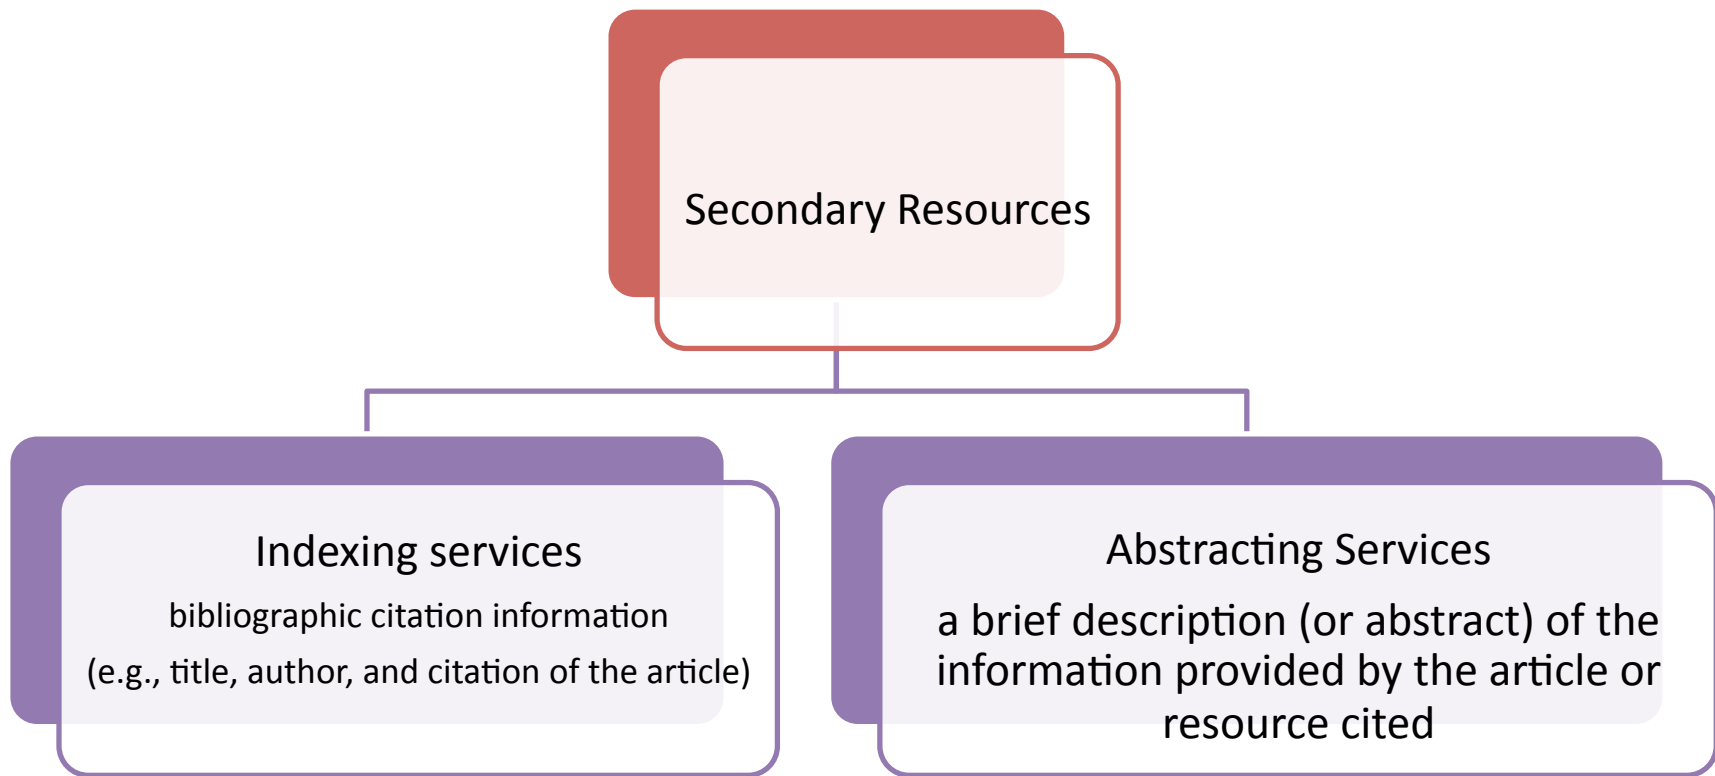 Secondary Resources
Indexing services
bibliographic citation information
(e.g., title, author, and citation of the article)
Abstracting Services
a brief description (or abstract) of the
information provided by the article or
resource cited